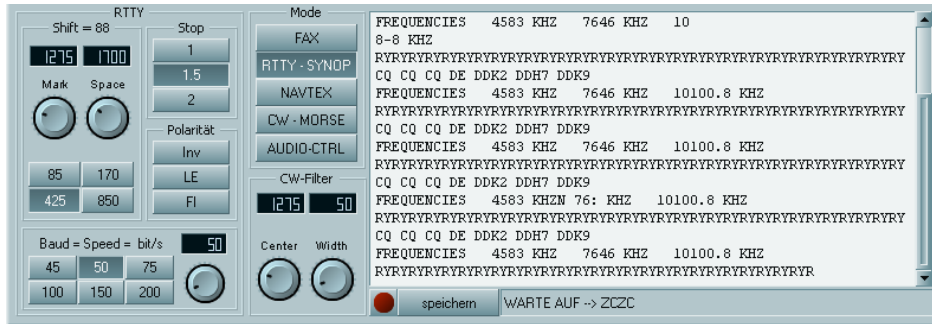 RTTY
Shift = 88
1275 1700
Mark Space
85 170
425 850
Stop
1
1.5
2
Polarität
Inv
LE
FI
Baud = Speed = bit/s 50
45 50 75
100 150 200
Mode
FAX
RTTY - SYNOP
NAVTEX
CW - MORSE
AUDIO-CTRL
CW-Filter
1275 50
Center Width
FREQUENCIES 4583 KHZ 7646 KHZ 10
8-8 KHZ
RYRYRYRYRYRYRYRYRYRYRYRYRYRYRYRYRYRYRYRYRYRYRYRYRYRYRYRYRYRYRYRYRYRY
CQ CQ CQ DE DDK2 DDH7 DDK9
FREQUENCIES 4583 KHZ 7646 KHZ 10100.8 KHZ
RYRYRYRYRYRYRYRYRYRYRYRYRYRYRYRYRYRYRYRYRYRYRYRYRYRYRYRYRYRYRYRYRYRY
CQ CQ CQ DE DDK2 DDH7 DDK9
FREQUENCIES 4583 KHZ 7646 KHZ 10100.8 KHZ
RYRYRYRYRYRYRYRYRYRYRYRYRYRYRYRYRYRYRYRYRYRYRYRYRYRYRYRYRYRYRYRYRYRY
CQ CQ CQ DE DDK2 DDH7 DDK9
FREQUENCIES 4583 KHZN 76: KHZ 10100.8 KHZ
RYRYRYRYRYRYRYRYRYRYRYRYRYRYRYRYRYRYRYRYRYRYRYRYRYRYRYRYRYRYRYRYRYRY
CQ CQ CQ DE DDK2 DDH7 DDK9
FREQUENCIES 4583 KHZ 7646 KHZ 10100.8 KHZ
RYRYRYRYRYRYRYRYRYRYRYRYRYRYRYRYRYRYRYRYRYRYRYRYRYRYRYRYR
speichern WARTE AUF --> ZCZC